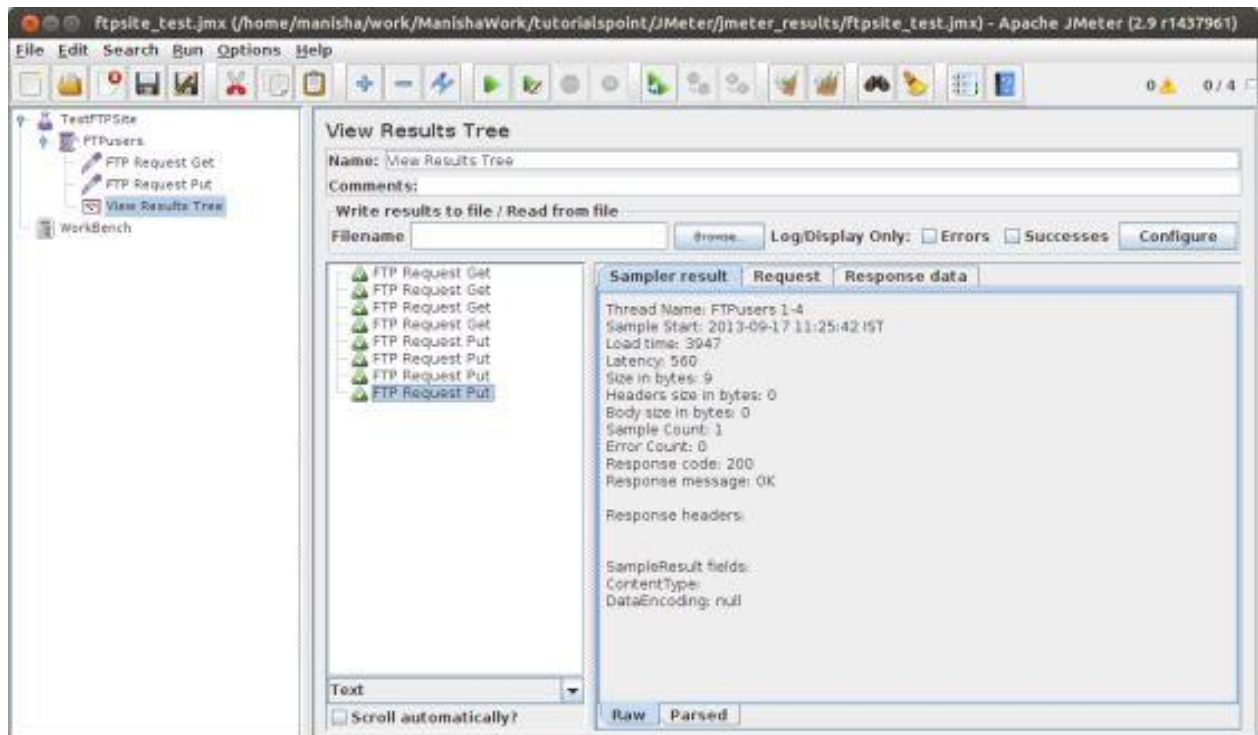 ftpsite_test.jmx (/home/manisha/work/ManishaWork/tutorialspoint/JMeter/jmeter_results/ftpsite_test.jmx) - Apache JMeter (2.9 r1437961)
File Edit Search Run Options Help
0 0 / 4
TestFTPSite
FTPusers
FTP Request Get
FTP Request Put
View Results Tree
WorkBench
View Results Tree
Name: View Results Tree
Comments:
Write results to file / Read from file
Filename Browse... Log/Display Only: Errors Successes Configure
FTP Request Get
FTP Request Get
FTP Request Get
FTP Request Get
FTP Request Put
FTP Request Put
FTP Request Put
FTP Request Put
Text
Scroll automatically?
Sampler result Request Response data
Thread Name: FTPusers 1-4
Sample Start: 2013-09-17 11:25:42 IST
Load time: 3947
Latency: 560
Size in bytes: 9
Headers size in bytes: 0
Body size in bytes: 0
Sample Count: 1
Error Count: 0
Response code: 200
Response message: OK
Response headers:
SampleResult fields:
ContentType:
DataEncoding: null
Raw Parsed